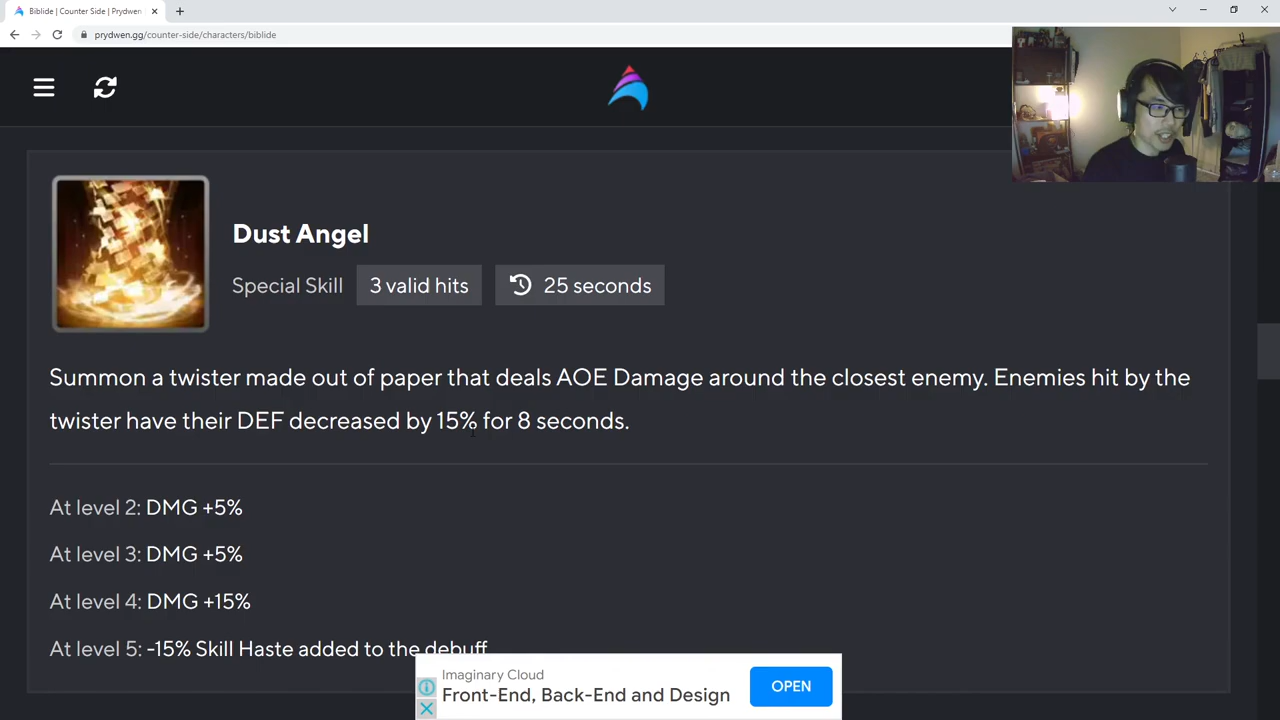 Biblide | Counter Side | Prydwen
prydwen.gg/counter-side/characters/biblide
Dust Angel
Special Skill 3 valid hits 25 seconds
Summon a twister made out of paper that deals AOE Damage around the closest enemy. Enemies hit by the
twister have their DEF decreased by 15% for 8 seconds.
At level 2: DMG +5%
At level 3: DMG +5%
At level 4: DMG +15%
At level 5: -15% Skill Haste added to the debuff
Imaginary Cloud
Front-End, Back-End and Design
OPEN